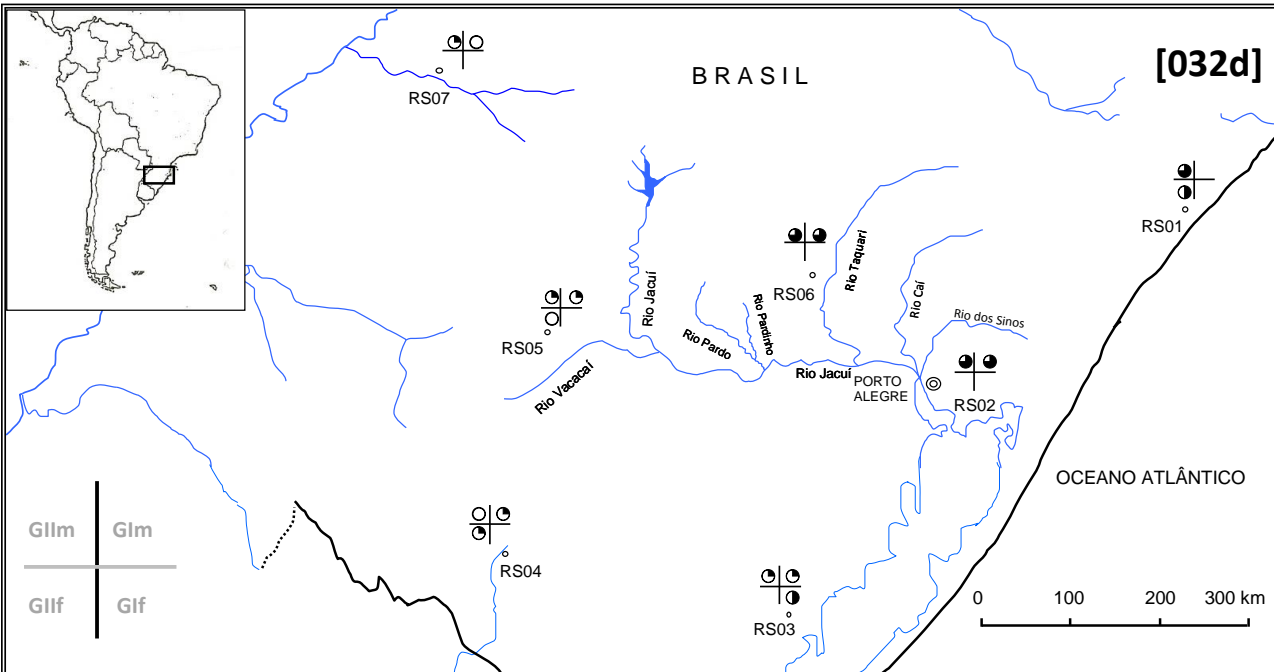 [032d]
BRASIL
RS07
RS01
Rio Taquari
RS06
Rio Caí
Rio Jacuí
Rio dos Sinos
Rio Pardinho
Rio Pardo
RS05
Rio Vacacaí
Rio Jacuí
PORTO
ALEGRE
RS02
OCEANO ATLÂNTICO
GIIm
GIm
GIIf
GIf
RS04
RS03
0 100 200 300 km